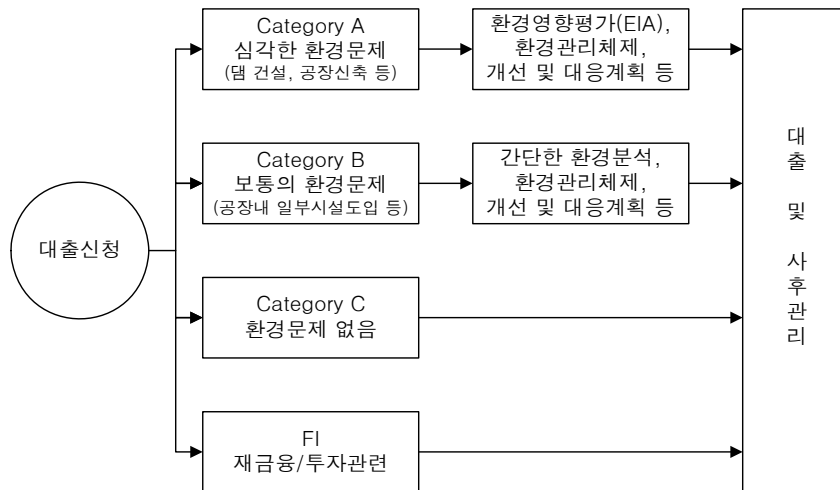 대출신청
Category A
심각한 환경문제
(댐 건설, 공장신축 등)
환경영향평가(EIA),
환경관리체제,
개선 및 대응계획 등
Category B
보통의 환경문제
(공장내 일부시설도입 등)
간단한 환경분석,
환경관리체제,
개선 및 대응계획 등
Category C
환경문제 없음
FI
재금융/투자관련
대
출
및
사
후
관
리